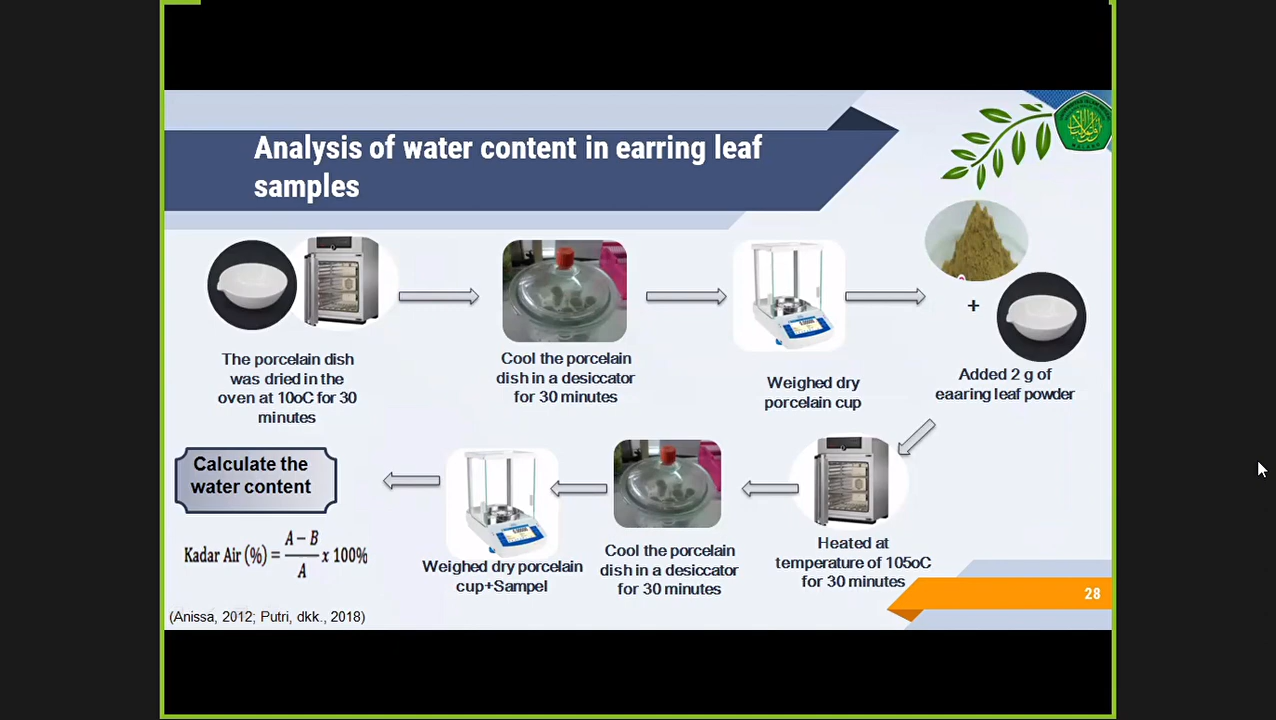 Analysis of water content in earring leaf
samples
The porcelain dish
was dried in the
oven at 10oC for 30
minutes
Cool the porcelain
dish in a desiccator
for 30 minutes
Weighed dry
porcelain cup
+
Added 2 g of
eaaring leaf powder
Heated at
temperature of 105oC
for 30 minutes
Cool the porcelain
dish in a desiccator
for 30 minutes
Weighed dry porcelain
cup+Sampel
Calculate the
water content
Kadar Air (%) = A − B / A x 100%
(Anissa, 2012; Putri, dkk., 2018)
28